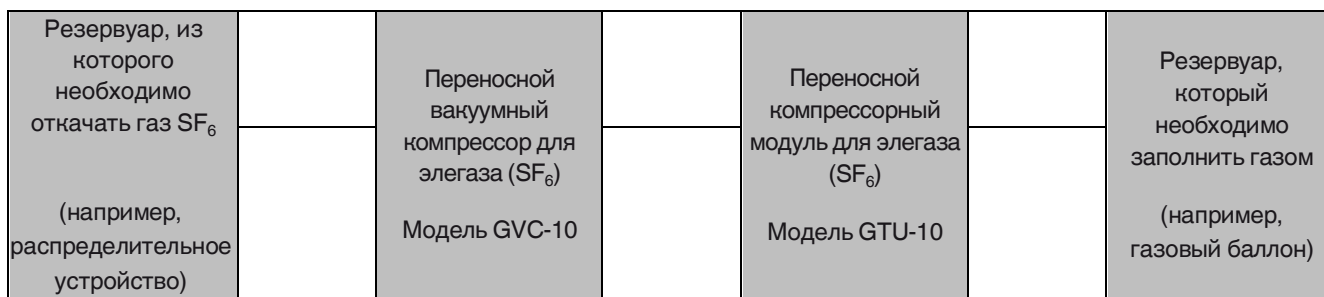 Резервуар, из
которого
необходимо
откачать газ SF₆
(например,
распределительное
устройство)
Переносной
вакуумный
компрессор для
элегаза (SF₆)
Модель GVC-10
Переносной
компрессорный
модуль для элегаза
(SF₆)
Модель GTU-10
Резервуар,
который
необходимо
заполнить газом
(например,
газовый баллон)